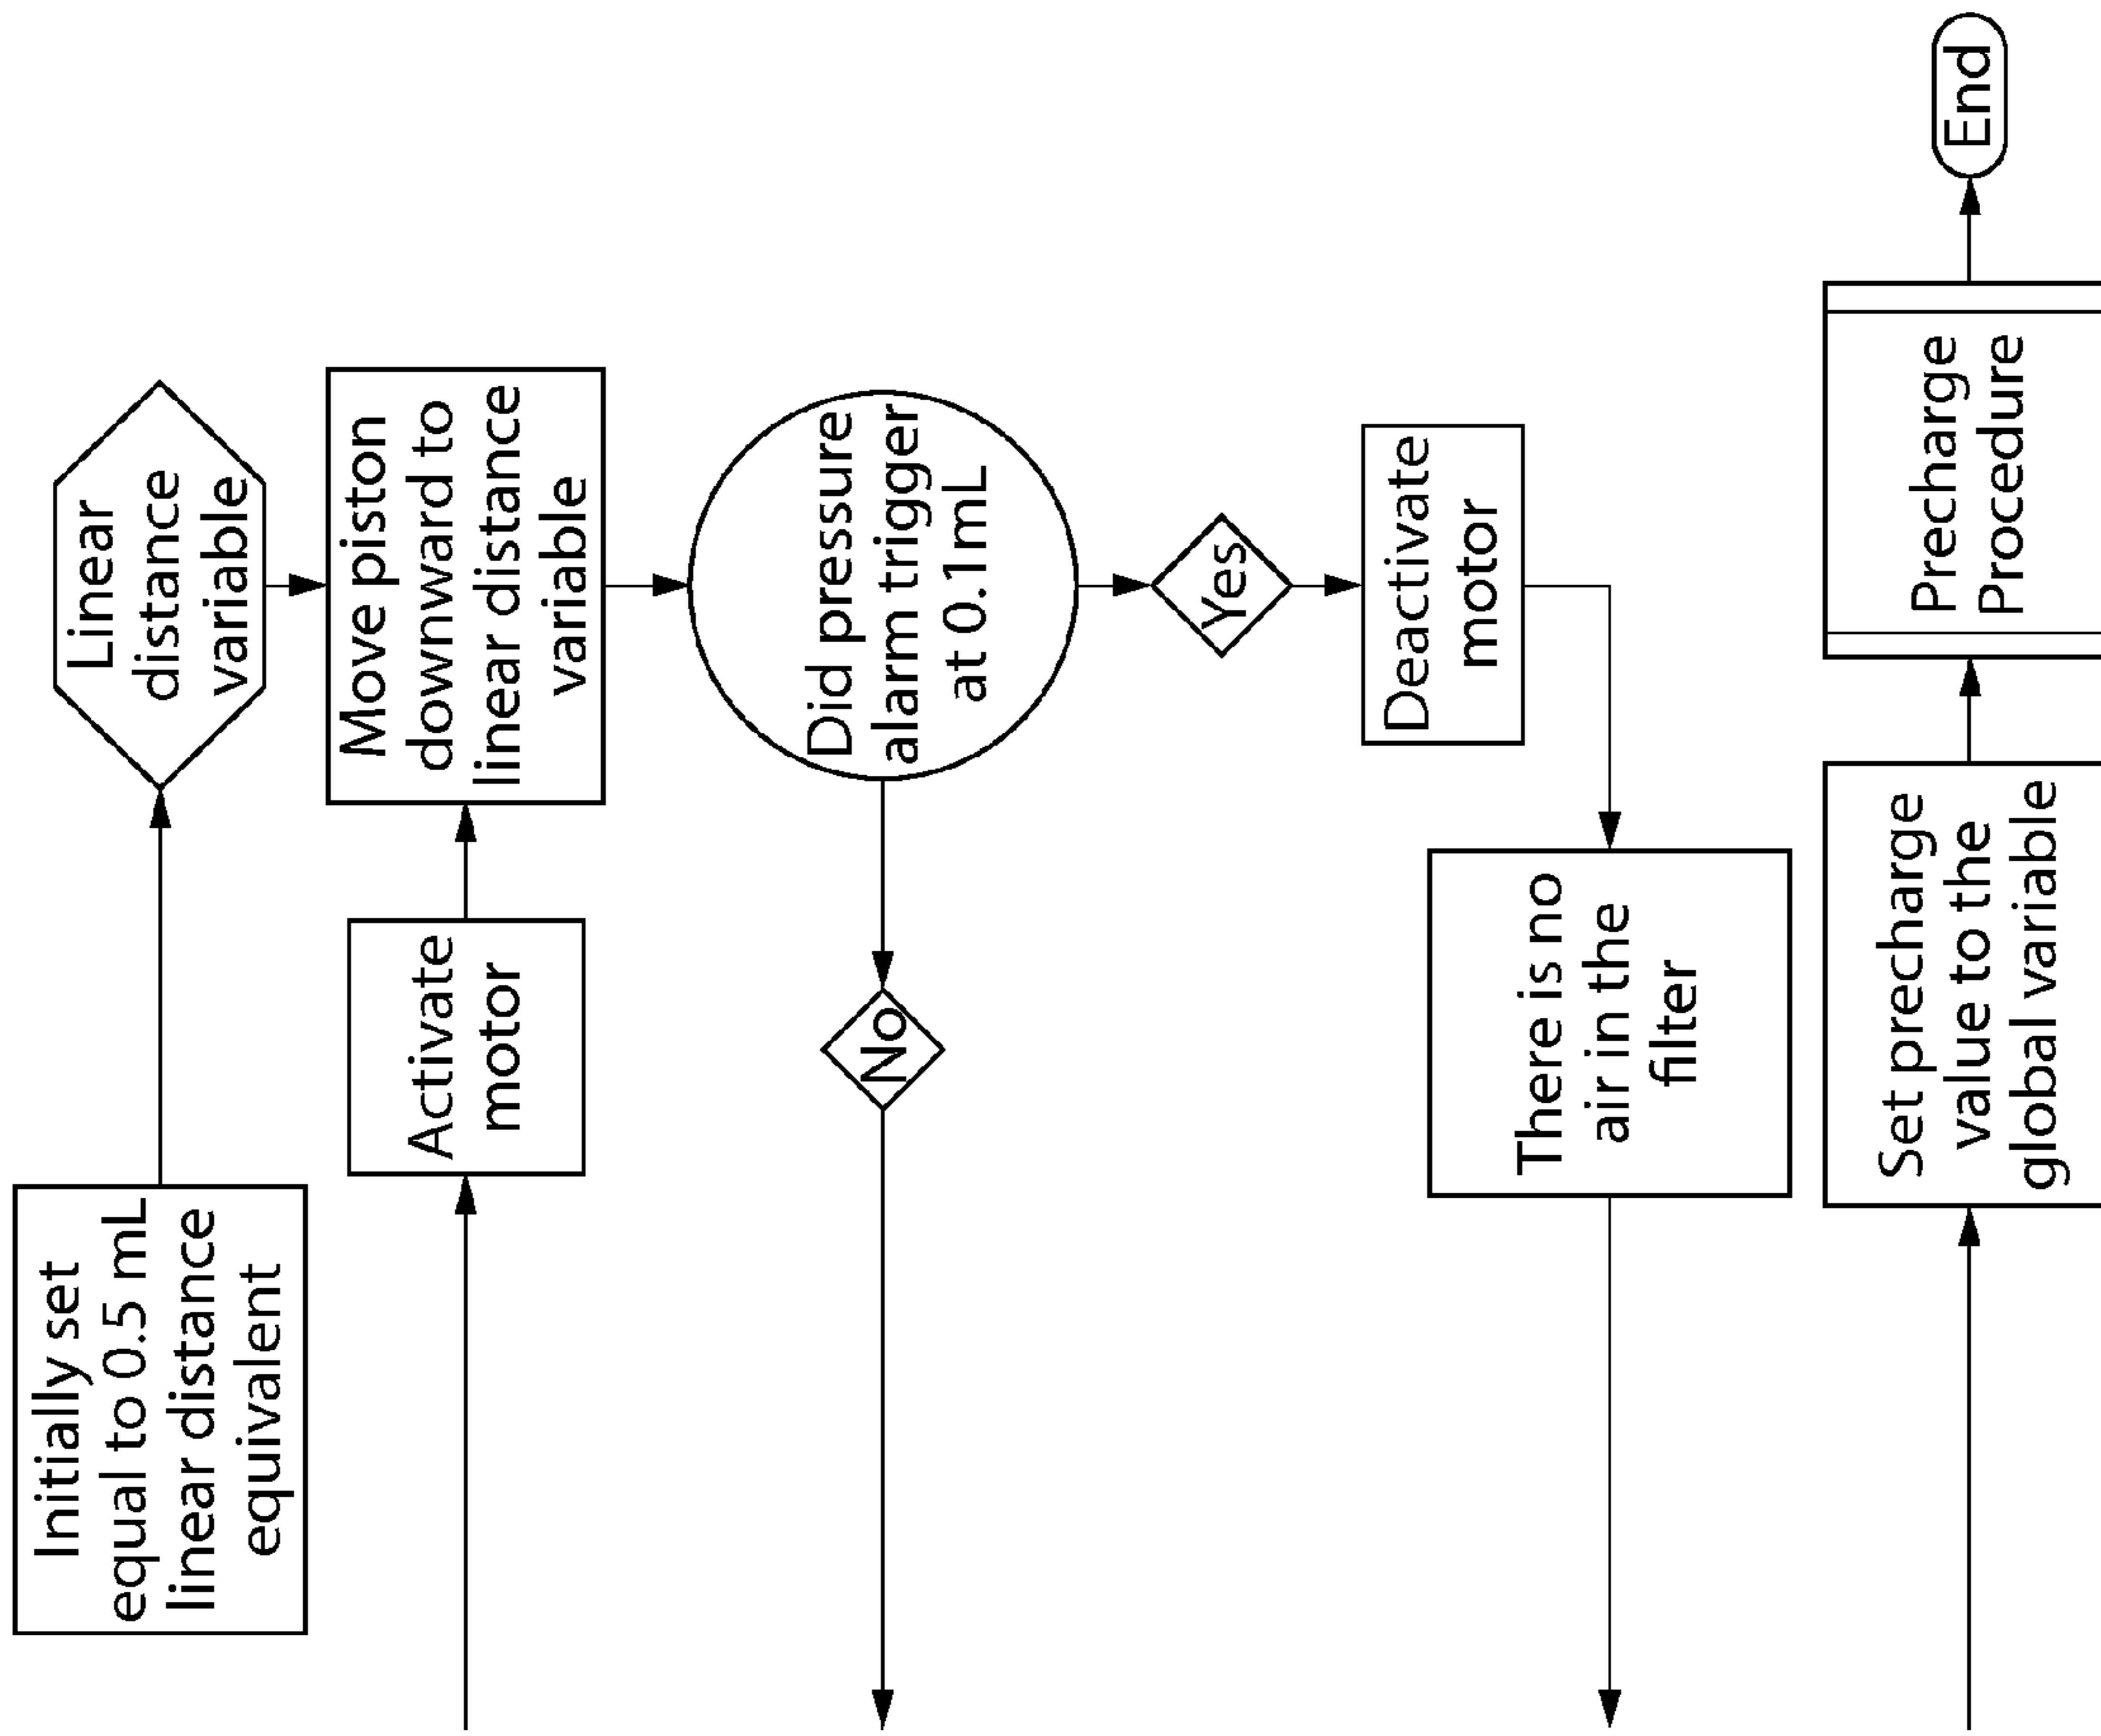 Initially set
equal to 0.5 mL
linear distance
equivalent
Linear
distance
variable
Activate
motor
Move piston
downward to
linear distance
variable
Did pressure
alarm trigger
at 0.1mL
No
Yes
Deactivate
motor
There is no
air in the
filter
Set precharge
value to the
global variable
Precharge
Procedure
End